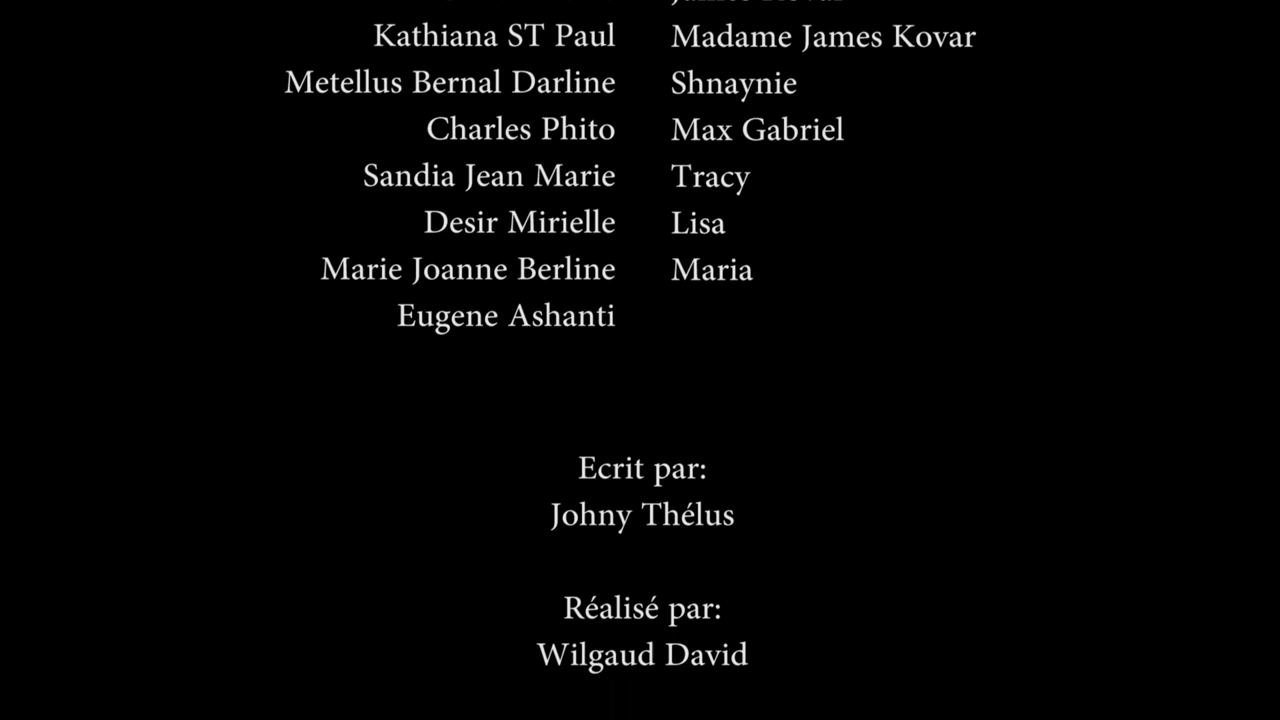 Kathiana ST Paul Madame James Kovar
Metellus Bernal Darline Shnaynie
Charles Phito Max Gabriel
Sandia Jean Marie Tracy
Desir Mirielle Lisa
Marie Joanne Berline Maria
Eugene Ashanti
Ecrit par:
Johny Thélus
Réalisé par:
Wilgaud David